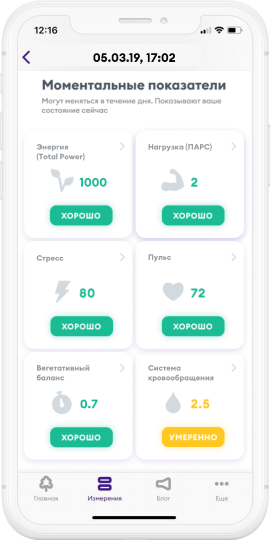 12:16
05.03.19, 17:02
Моментальные показатели
Могут меняться в течение дня. Показывают ваше
состояние сейчас
Энергия
(Total Power)
1000
ХОРОШО
Нагрузка (ПАРС)
2
ХОРОШО
Стресс
80
ХОРОШО
Пульс
72
ХОРОШО
Вегетативный
баланс
0.7
ХОРОШО
Система
кровообращения
2.5
УМЕРЕННО
Главная
Измерения
Блог
Еще